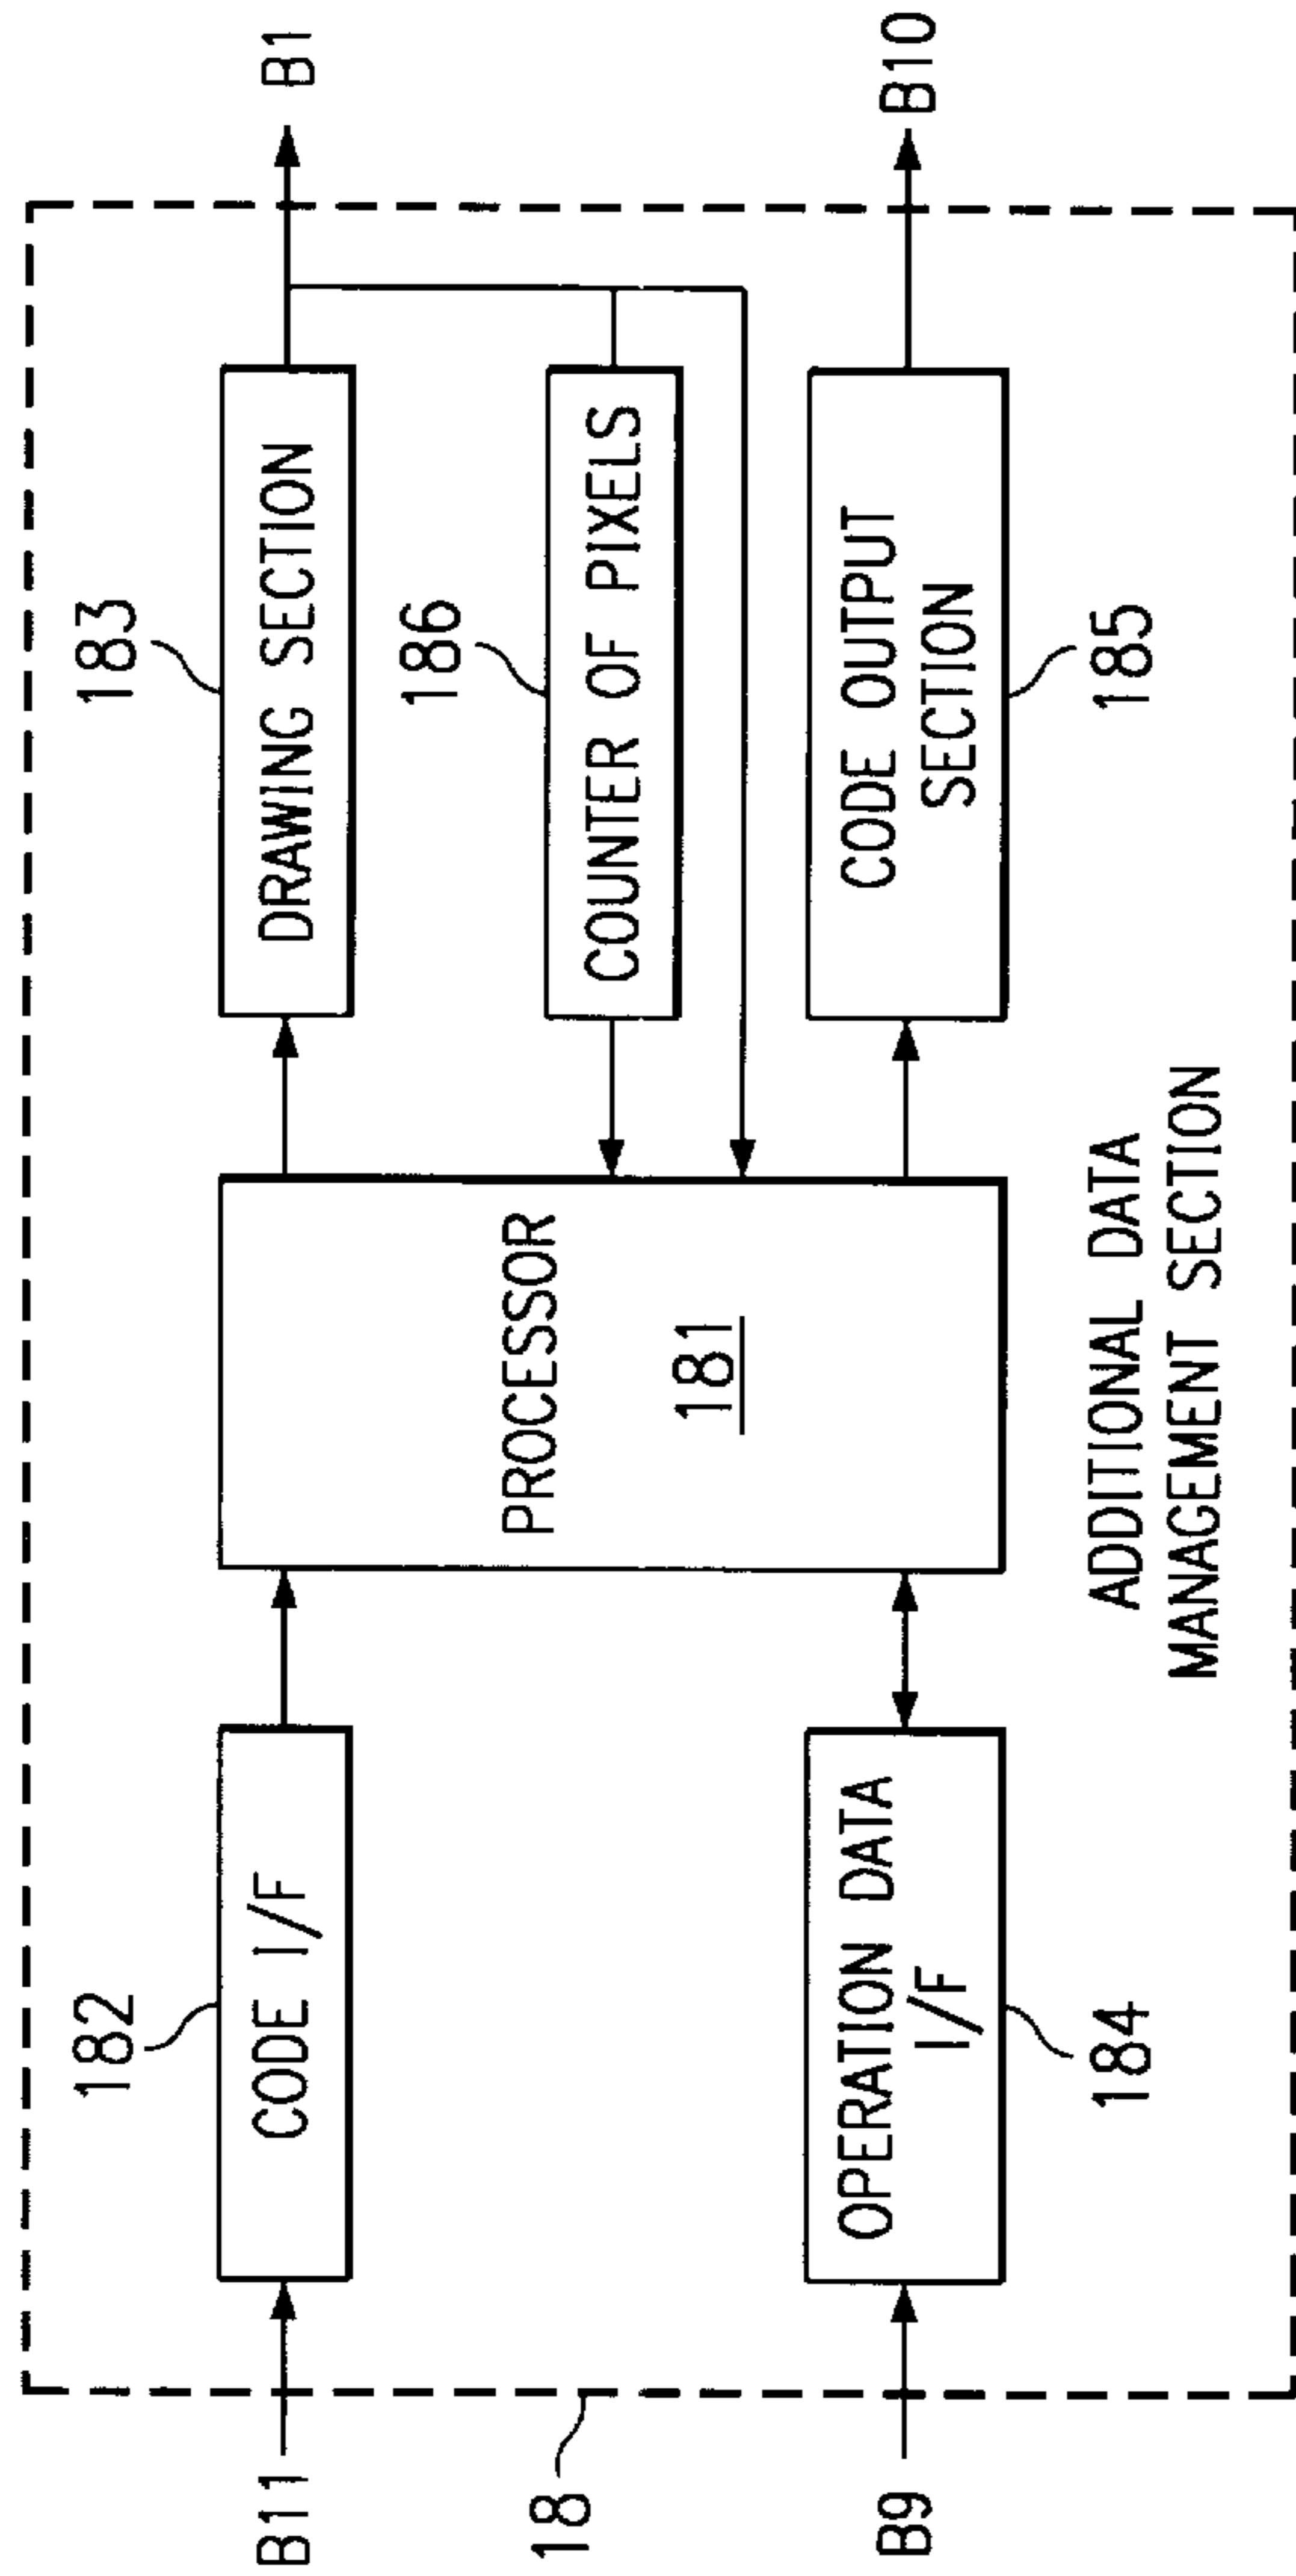 B11
182
CODE I/F
PROCESSOR
181
183
DRAWING SECTION
B1
186
COUNTER OF PIXELS
18
B9
OPERATION DATA
I/F
184
CODE OUTPUT
SECTION
185
B10
ADDITIONAL DATA
MANAGEMENT SECTION